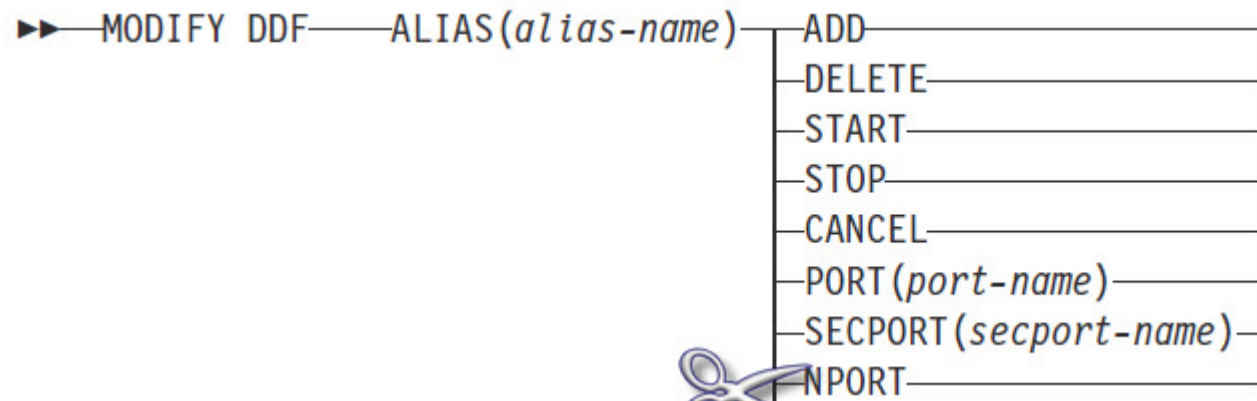 MODIFY DDF ALIAS(alias-name) ADD
DELETE
START
STOP
CANCEL
PORT(port-name)
SECPORT(secport-name)
NPORT